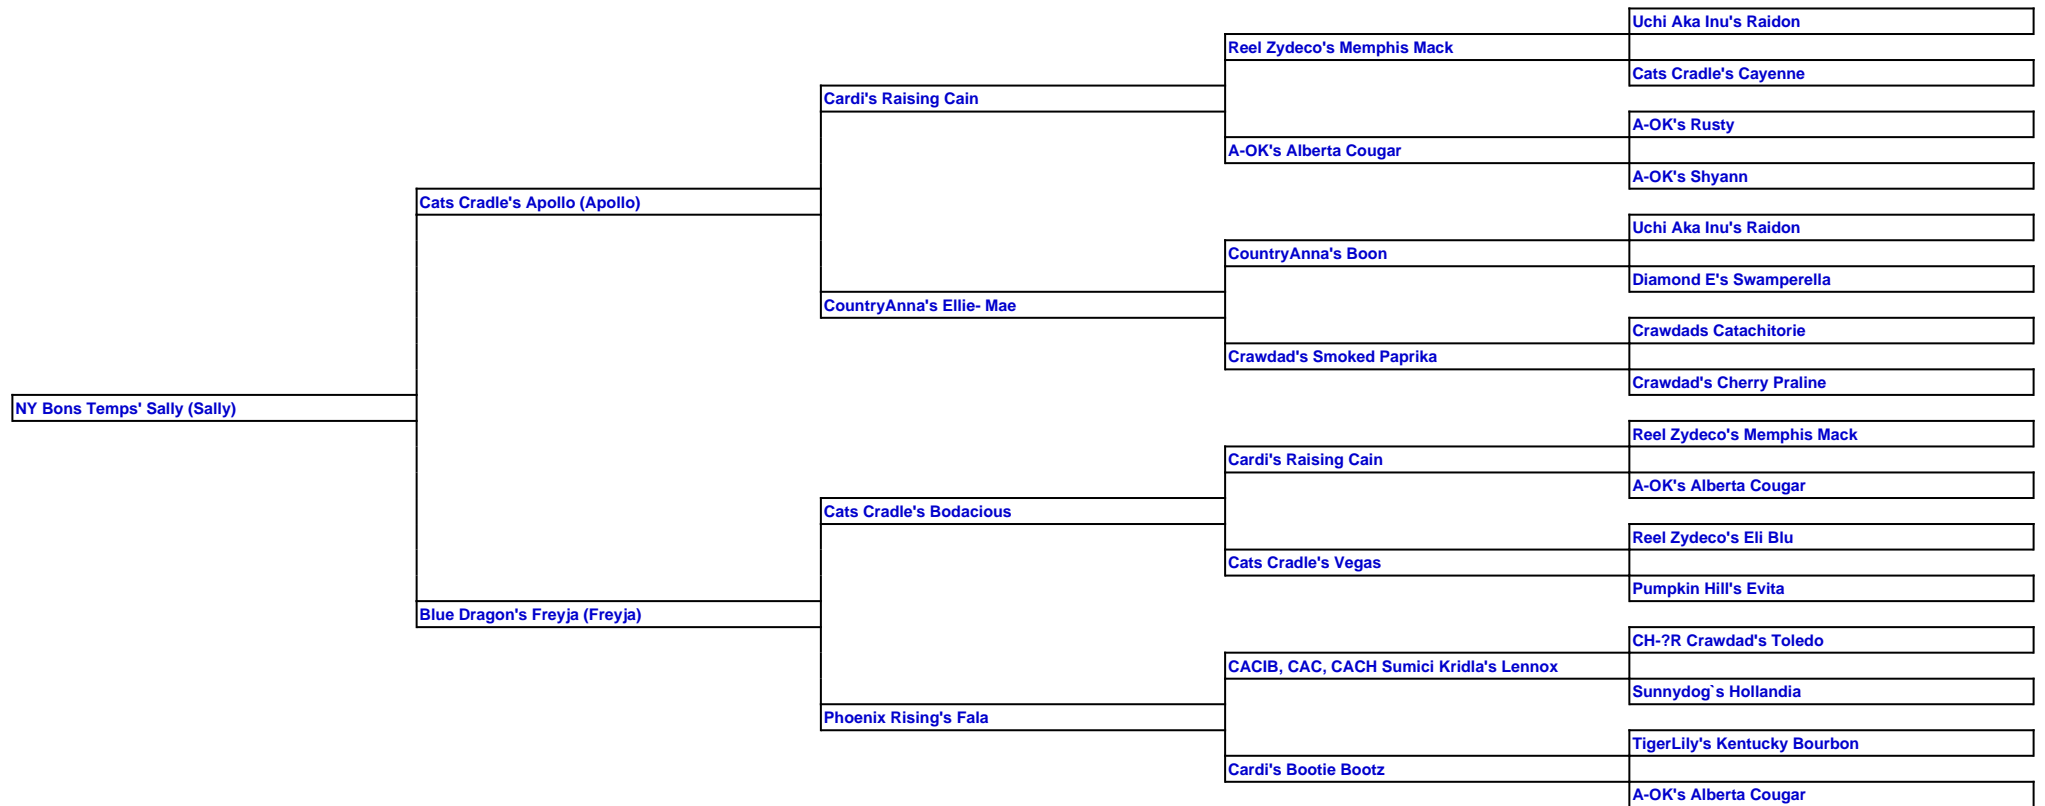 Uchi Aka Inu's Raidon
Reel Zydeco's Memphis Mack
Cats Cradle's Cayenne
Cardi's Raising Cain
A-OK's Rusty
A-OK's Alberta Cougar
A-OK's Shyann
Cats Cradle's Apollo (Apollo)
Uchi Aka Inu's Raidon
CountryAnna's Boon
Diamond E's Swamperella
CountryAnna's Ellie- Mae
Crawdads Catachitorie
Crawdad's Smoked Paprika
Crawdad's Cherry Praline
NY Bons Temps' Sally (Sally)
Reel Zydeco's Memphis Mack
Cardi's Raising Cain
A-OK's Alberta Cougar
Cats Cradle's Bodacious
Reel Zydeco's Eli Blu
Cats Cradle's Vegas
Pumpkin Hill's Evita
Blue Dragon's Freyja (Freyja)
CH-?R Crawdad's Toledo
CACIB, CAC, CACH Sumici Kridla's Lennox
Sunnydog`s Hollandia
Phoenix Rising's Fala
TigerLily's Kentucky Bourbon
Cardi's Bootie Bootz
A-OK's Alberta Cougar